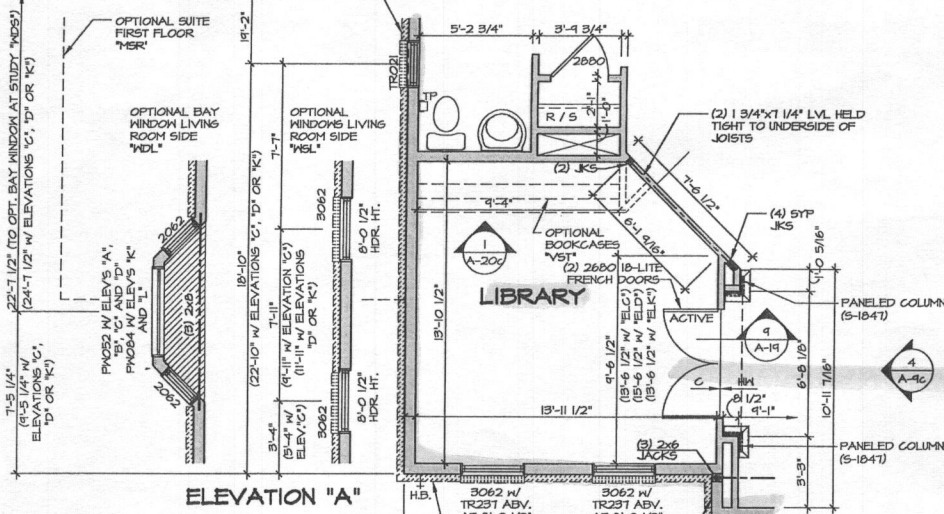 OPTIONAL SUITE
FIRST FLOOR
"MSR"
22'-7 1/2" (TO OPT. BAY WINDOW AT STUDY "WDS")
(24'-7 1/2" W/ ELEVATIONS "C", "D" OR "K")
19'-2"
5'-2 3/4"
3'-9 3/4"
2880
TR021
TP
2'-1"
1'-0"
R / S
(2) 1 3/4"x7 1/4" LVL HELD
TIGHT TO UNDERSIDE OF
JOISTS
OPTIONAL BAY
WINDOW LIVING
ROOM SIDE
"WDL"
OPTIONAL
WINDOWS LIVING
ROOM SIDE
"WSL"
7'-7"
(2) JKS
7'-6 1/2"
9'-4"
6'-1 9/16"
(4) SYP
JKS
4'-0 5/16"
2062
3062
8'-0 1/2"
HDR. HT.
18'-10"
(22'-10" W/ ELEVATIONS "C", "D" OR "K")
1
A-20c
OPTIONAL
BOOKCASES
"VST"
(2) 2680 18-LITE
FRENCH DOORS
LIBRARY
PW052 W/ ELEV'S "A",
"B", "C" AND "D"
PW084 W/ ELEV'S "K"
AND "L"
(3) 2x8
7'-11"
(9'-11" W/ ELEVATION "C")
(11'-11" W/ ELEVATIONS
"D" OR "K")
13'-10 1/2"
ACTIVE
PANELED COLUMN
(S-1847)
9
A-19
4
A-9c
9'-6 1/2"
(13'-6 1/2" W/ "ELC")
(15'-6 1/2" W/ "ELD")
(13'-6 1/2" W/ "ELK")
6'-8 1/8"
10'-11 7/16"
7'-5 1/4"
(9'-5 1/4" W/
ELEVATIONS "C",
"D" OR "K")
2062
3062
8'-0 1/2"
HDR. HT.
C
HM
8 1/2"
9'-1"
13'-11 1/2"
3'-4"
(5'-4" W/
ELEV. "C")
(3) 2x6
JACKS
PANELED COLUMN
(S-1847)
3'-3"
ELEVATION "A"
H.B.
3062 W/
TR237 ABV.
3062 W/
TR237 ABV.